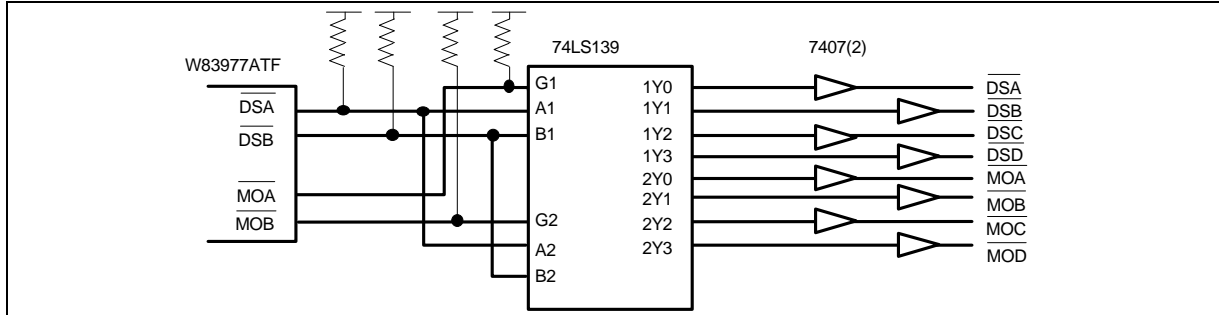 74LS139
7407(2)
W83977ATF
DSA
DSB
MOA
MOB
G1
A1
B1
G2
A2
B2
1Y0
1Y1
1Y2
1Y3
2Y0
2Y1
2Y2
2Y3
DSA
DSB
DSC
DSD
MOA
MOB
MOC
MOD